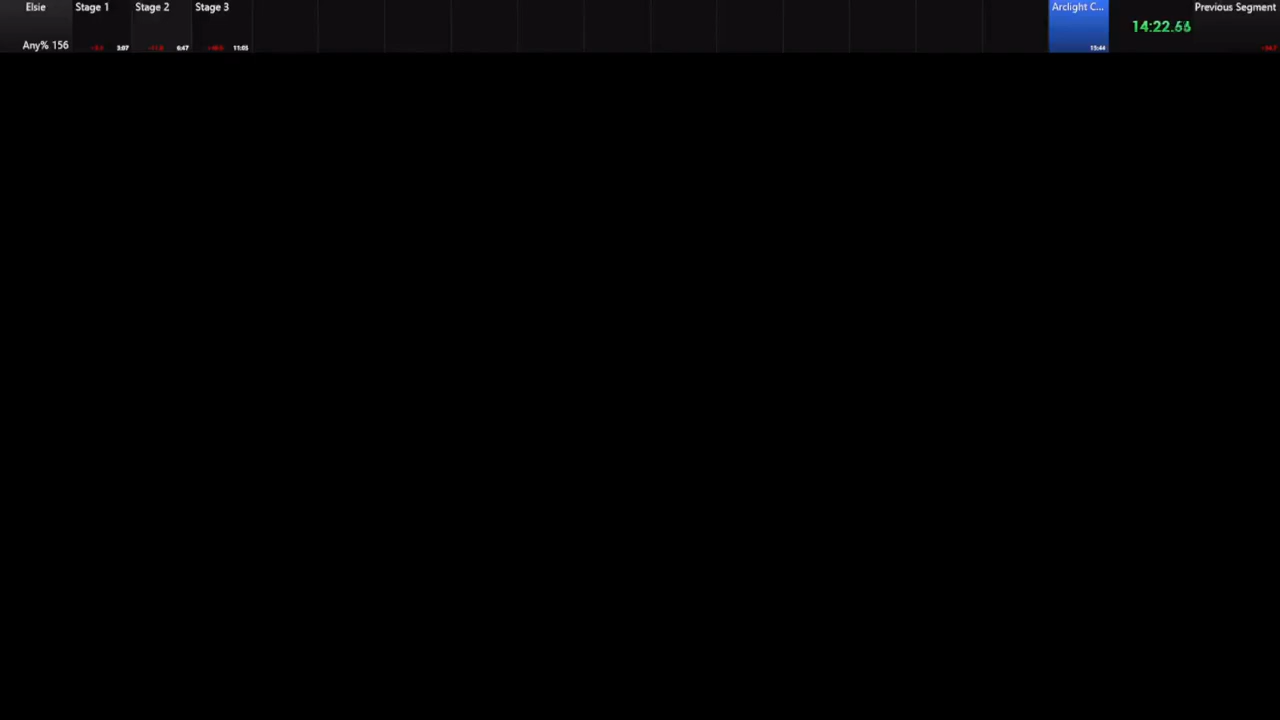 Elsie
Any% 156
Stage 1
3:07
Stage 2
6:47
Stage 3
11:05
Arclight C...
15:44
14:22.66
Previous Segment